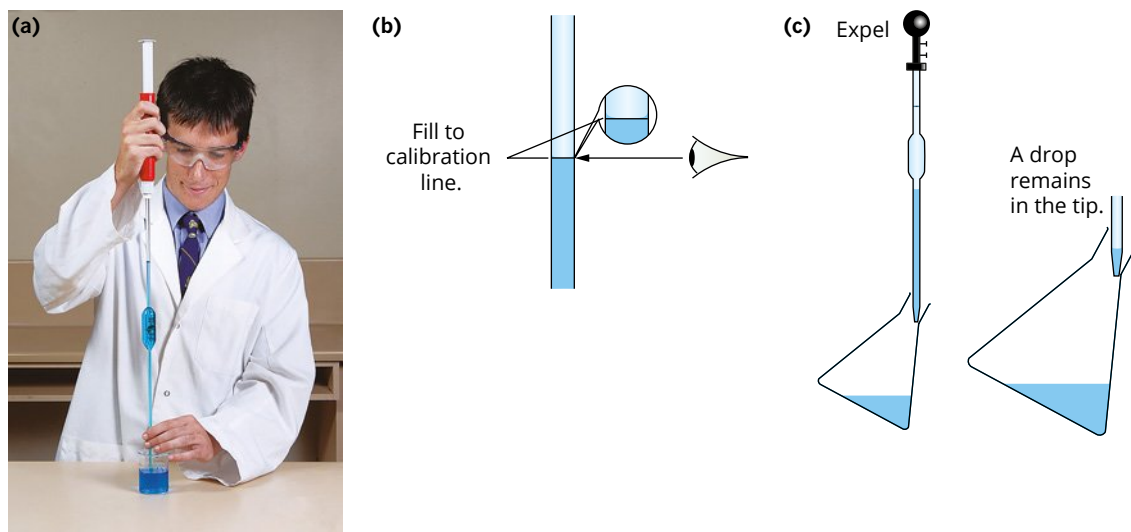 (a)
(b)
Fill to
calibration
line.
(c)
Expel
A drop
remains
in the tip.